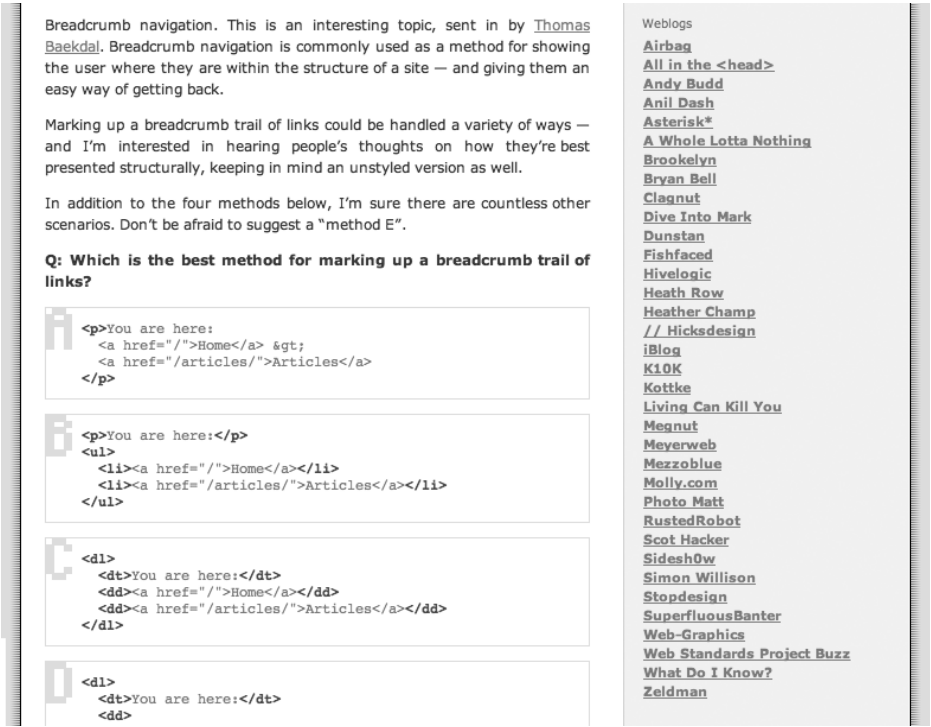 Breadcrumb navigation. This is an interesting topic, sent in by Thomas
Baekdal. Breadcrumb navigation is commonly used as a method for showing
the user where they are within the structure of a site — and giving them an
easy way of getting back.
Marking up a breadcrumb trail of links could be handled a variety of ways —
and I’m interested in hearing people’s thoughts on how they’re best
presented structurally, keeping in mind an unstyled version as well.
In addition to the four methods below, I’m sure there are countless other
scenarios. Don’t be afraid to suggest a “method E”.
Q: Which is the best method for marking up a breadcrumb trail of
links?
A
<p>You are here:
<a href="/">Home</a> &gt;
<a href="/articles/">Articles</a>
</p>
B
<p>You are here:</p>
<ul>
<li><a href="/">Home</a></li>
<li><a href="/articles/">Articles</a></li>
</ul>
C
<dl>
<dt>You are here:</dt>
<dd><a href="/">Home</a></dd>
<dd><a href="/articles/">Articles</a></dd>
</dl>
D
<dl>
<dt>You are here:</dt>
<dd>
Weblogs
Airbag
All in the <head>
Andy Budd
Anil Dash
Asterisk*
A Whole Lotta Nothing
Brookelyn
Bryan Bell
Clagnut
Dive Into Mark
Dunstan
Fishfaced
Hivelogic
Heath Row
Heather Champ
// Hicksdesign
iBlog
K10K
Kottke
Living Can Kill You
Megnut
Meyerweb
Mezzoblue
Molly.com
Photo Matt
RustedRobot
Scot Hacker
Sidesh0w
Simon Willison
Stopdesign
SuperfluousBanter
Web-Graphics
Web Standards Project Buzz
What Do I Know?
Zeldman